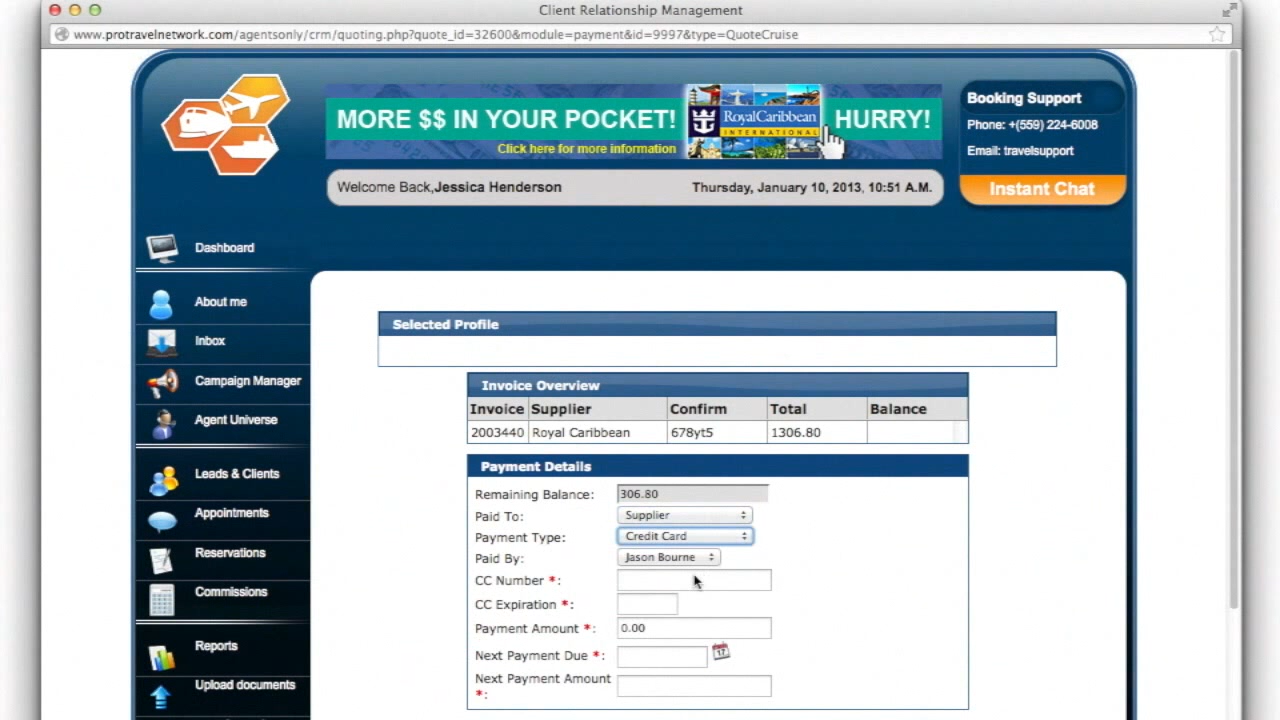 Client Relationship Management
www.protravelnetwork.com/agentsonly/crm/quoting.php?quote_id=32600&module=payment&id=9997&type=QuoteCruise
MORE $$ IN YOUR POCKET! RoyalCaribbean INTERNATIONAL HURRY!
Click here for more information
Booking Support
Phone: +(559) 224-6008
Email: travelsupport
Instant Chat
Welcome Back,Jessica Henderson Thursday, January 10, 2013, 10:51 A.M.
Dashboard
About me
Inbox
Campaign Manager
Agent Universe
Leads & Clients
Appointments
Reservations
Commissions
Reports
Upload documents
Selected Profile
Invoice Overview
Invoice Supplier Confirm Total Balance
2003440 Royal Caribbean 678yt5 1306.80
Payment Details
Remaining Balance: 306.80
Paid To: Supplier
Payment Type: Credit Card
Paid By: Jason Bourne
CC Number *:
CC Expiration *:
Payment Amount *: 0.00
Next Payment Due *: 17
Next Payment Amount
*: